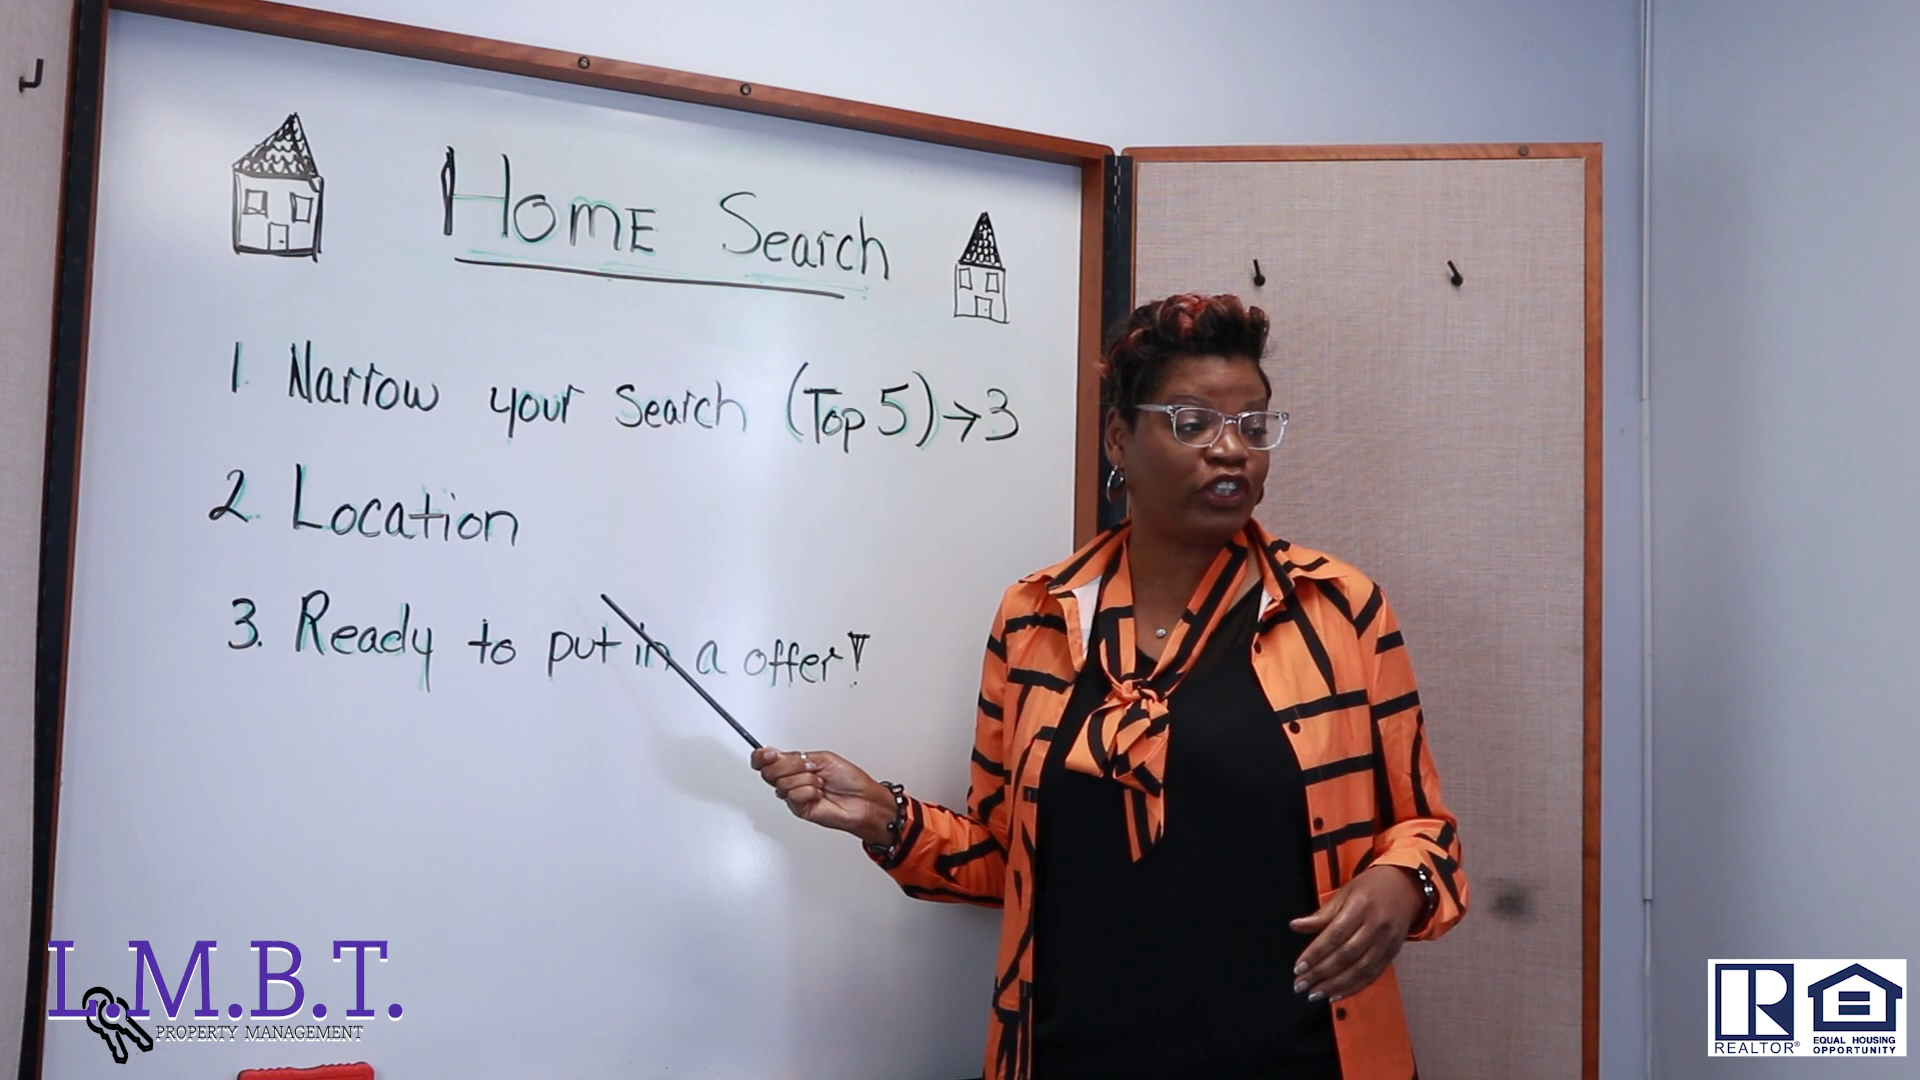 HOME Search
1. Narrow your Search (Top 5) → 3
2. Location
3. Ready to put in a offer!
L.M.B.T.
PROPERTY MANAGEMENT
REALTOR®
EQUAL HOUSING
OPPORTUNITY